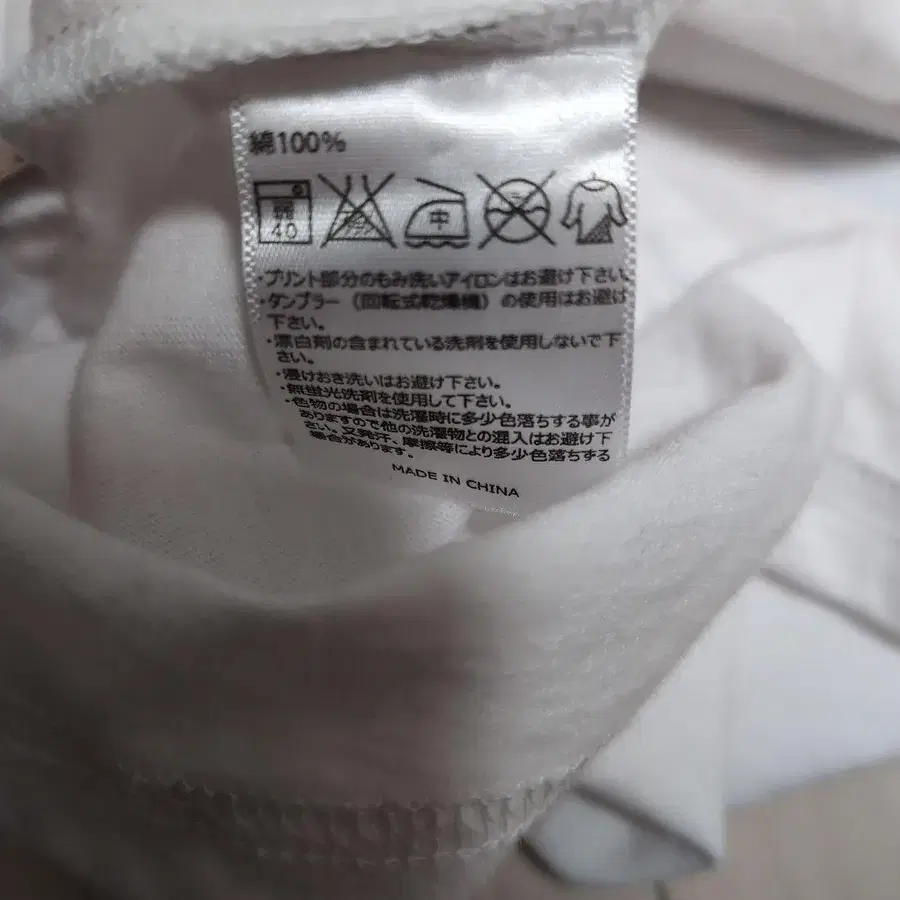 綿100%
弱
40
中
・プリント部分のもみ洗いアイロンはお避け下さい。
・タンブラー(回転式乾燥機)の使用はお避け
下さい。
・漂白剤の含まれている洗剤を使用しないで下
さい。
・浸けおき洗いはお避け下さい。
・無蛍光洗剤を使用して下さい。
・色物の場合は洗濯時に多少色落ちする事が
ありますので他の洗濯物との混入はお避け下
さい。又発汗、摩擦等により多少色落ちする
場合があります。
MADE IN CHINA